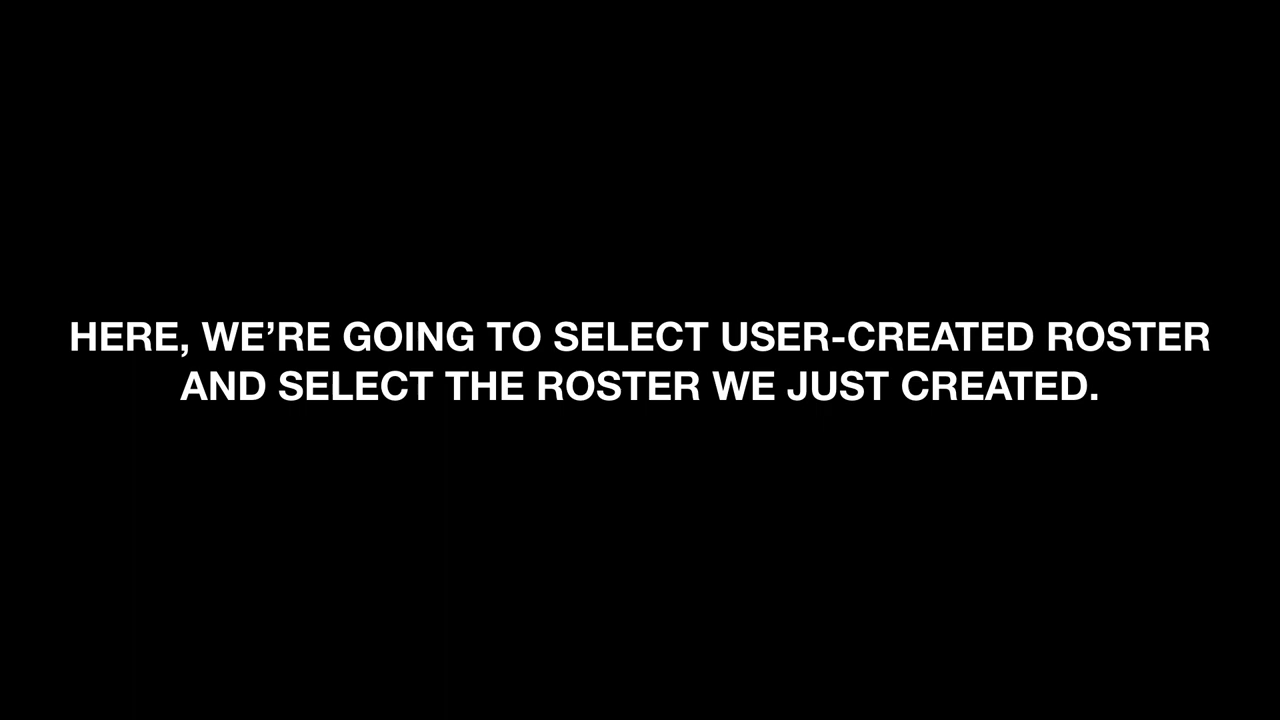 HERE, WE’RE GOING TO SELECT USER-CREATED ROSTER
AND SELECT THE ROSTER WE JUST CREATED.